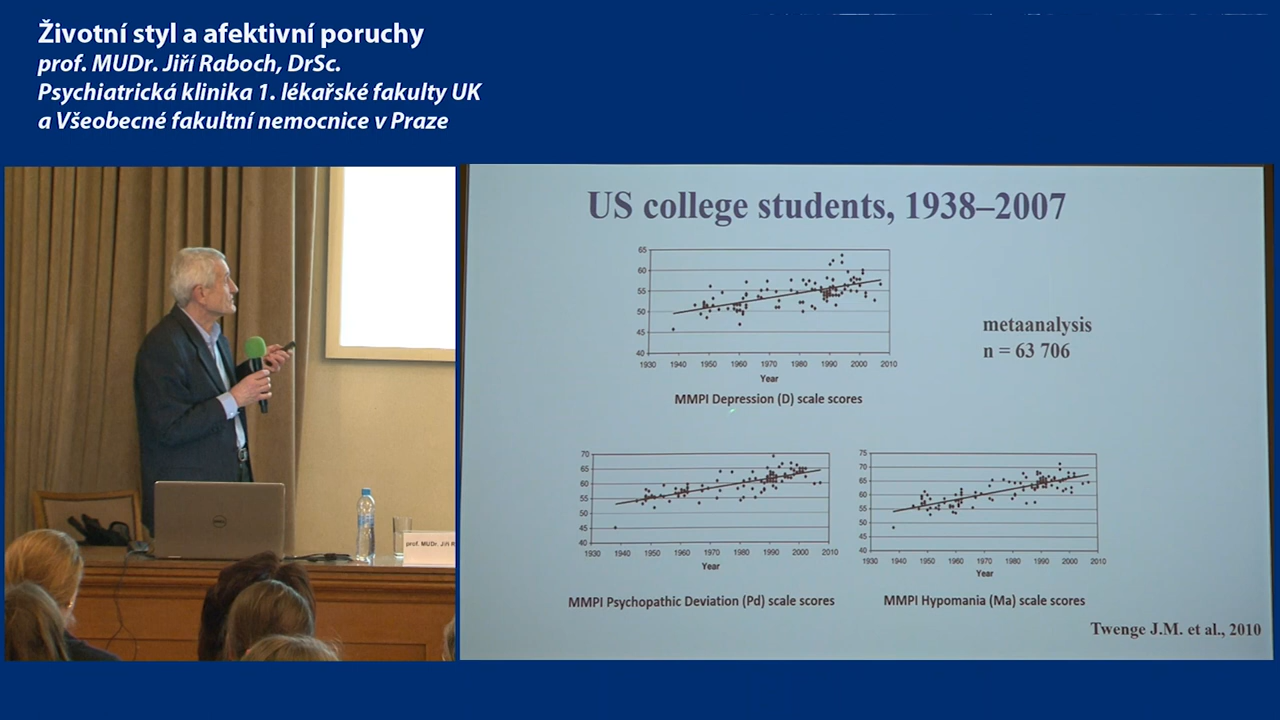 Životní styl a afektivní poruchy
prof. MUDr. Jiří Raboch, DrSc.
Psychiatrická klinika 1. lékařské fakulty UK
a Všeobecné fakultní nemocnice v Praze
US college students, 1938–2007
65
60
55
50
45
40
1930 1940 1950 1960 1970 1980 1990 2000 2010
Year
MMPI Depression (D) scale scores
metaanalysis
n = 63 706
70
65
60
55
50
45
40
1930 1940 1950 1960 1970 1980 1990 2000 2010
Year
MMPI Psychopathic Deviation (Pd) scale scores
75
70
65
60
55
50
45
40
1930 1940 1950 1960 1970 1980 1990 2000 2010
Year
MMPI Hypomania (Ma) scale scores
Twenge J.M. et al., 2010
DELL
prof. MUDr. Jiří R